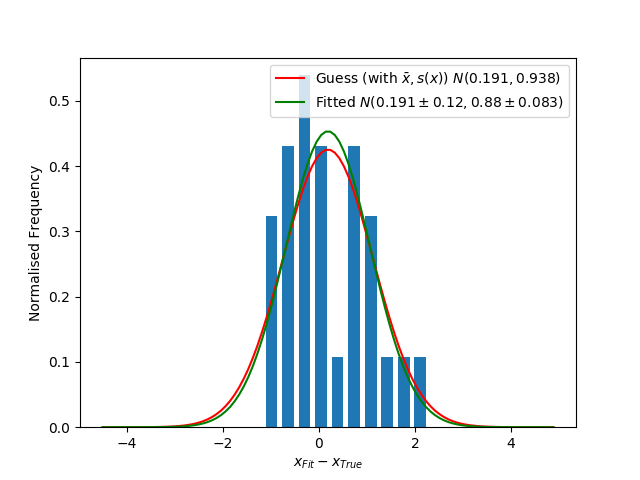 Guess (with x̄, s(x)) N(0.191, 0.938)
Fitted N(0.191 ± 0.12, 0.88 ± 0.083)
0.5
0.4
0.3
0.2
0.1
0.0
Normalised Frequency
−4 −2 0 2 4
x_Fit − x_True